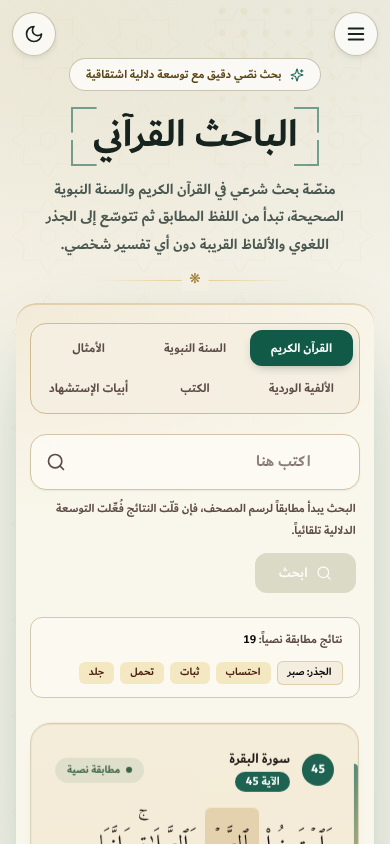 بحث نصّي دقيق مع توسعة دلالية اشتقاقية
الباحث القرآني
منصّة بحث شرعي في القرآن الكريم والسنة النبوية
الصحيحة، تبدأ من اللفظ المطابق ثم تتوسّع إلى الجذر
اللغوي والألفاظ القريبة دون أي تفسير شخصي.
القرآن الكريم السنة النبوية الأمثال
الألفية الوردية الكتب أبيات الإستشهاد
اكتب هنا
البحث يبدأ مطابقاً لرسم المصحف، فإن قلّت النتائج فُعّلت التوسعة
الدلالية تلقائياً.
ابحث
نتائج مطابقة نصياً: 19
الجذر: صبر احتساب ثبات تحمل جلد
45 سورة البقرة مطابقة نصية
الآية 45